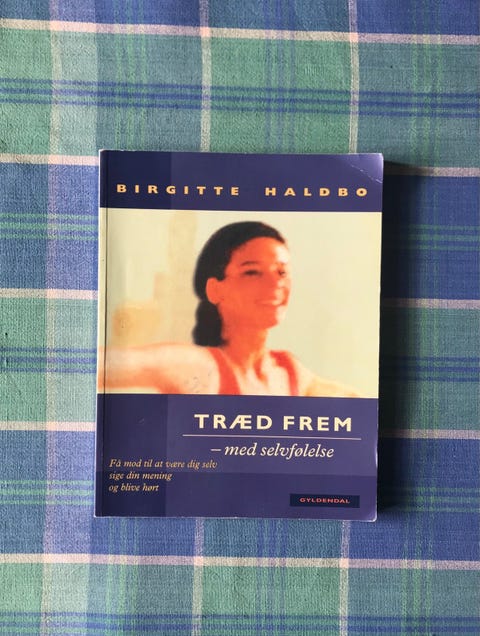 BIRGITTE HALDBO
TRÆD FREM
– med selvfølelse
Få mod til at være dig selv
sige din mening
og blive hørt
GYLDENDAL